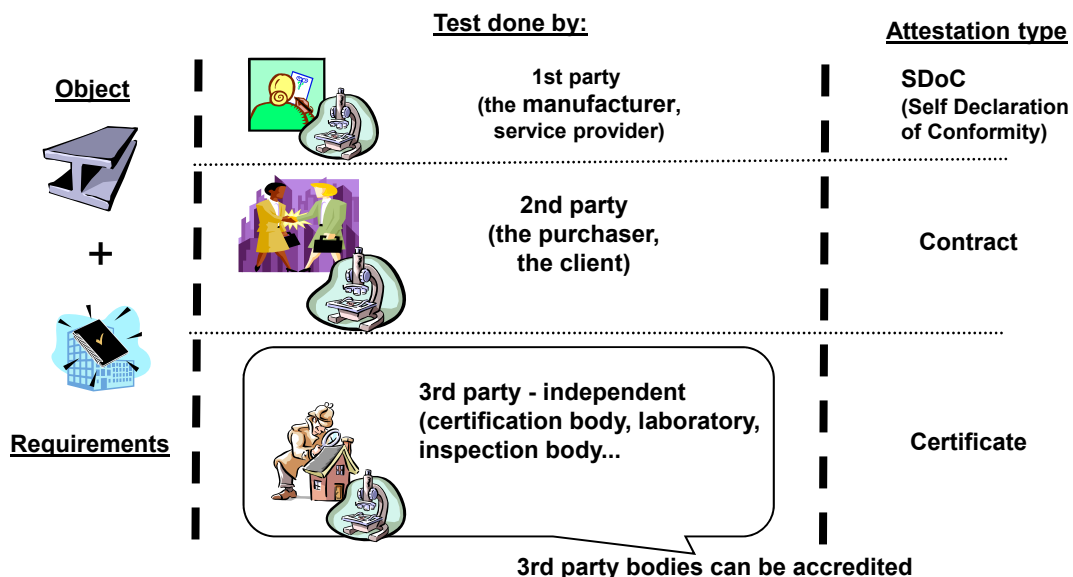 Test done by:
Attestation type
Object
1st party
(the manufacturer,
service provider)
SDoC
(Self Declaration
of Conformity)
+
2nd party
(the purchaser,
the client)
Contract
Requirements
3rd party - independent
(certification body, laboratory,
inspection body...
Certificate
3rd party bodies can be accredited